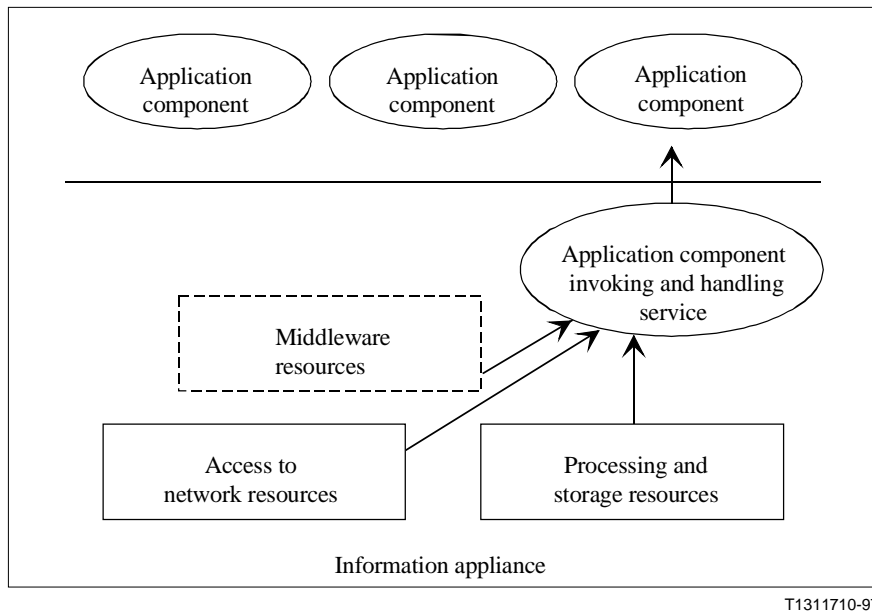 Application
component
Application
component
Application
component
Application component
invoking and handling
service
Middleware
resources
Access to
network resources
Processing and
storage resources
Information appliance